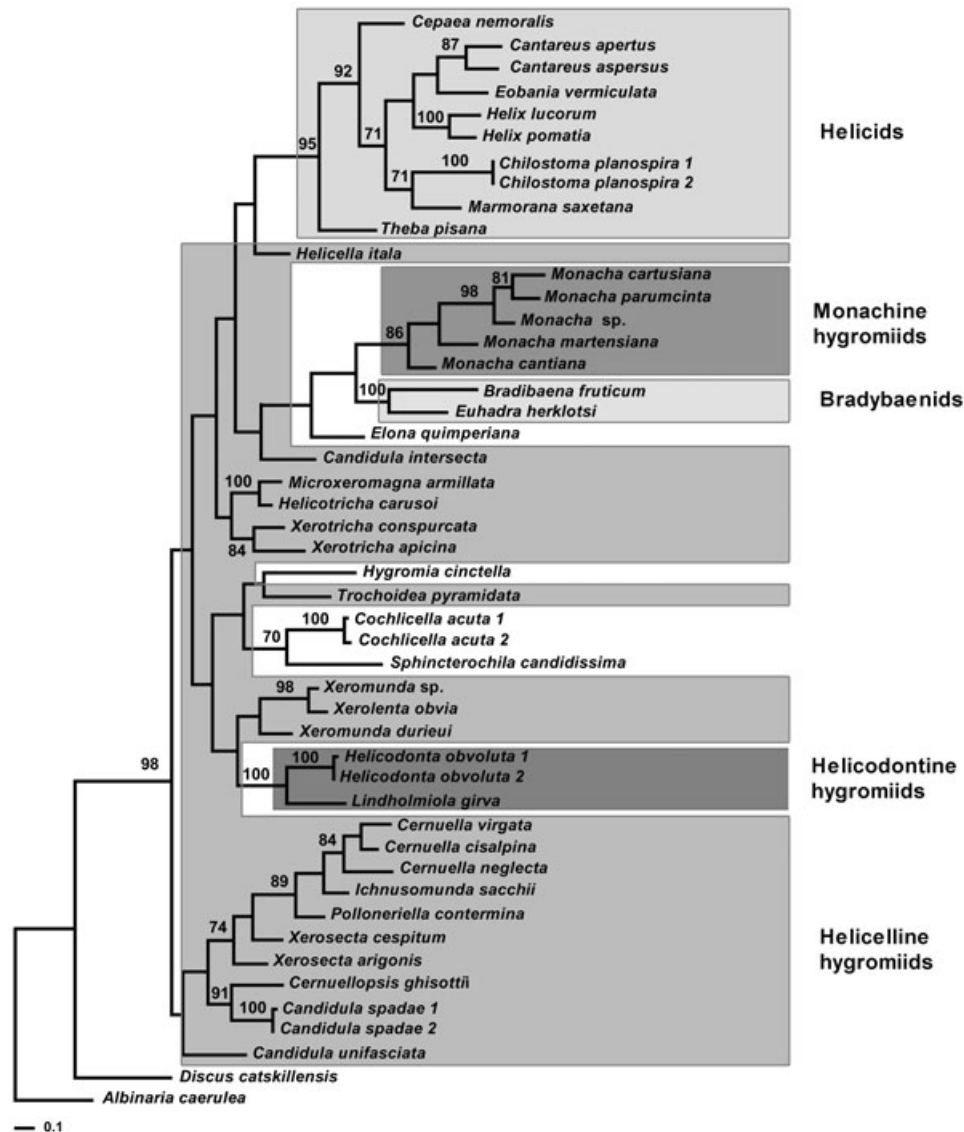 Cepaea nemoralis
87
Cantareus apertus
Cantareus aspersus
92
Eobania vermiculata
Helix lucorum
100
Helix pomatia
Helicids
95
71
100
Chilostoma planospira 1
Chilostoma planospira 2
71
Marmorana saxetana
Theba pisana
Helicella itala
Monacha cartusiana
81
98
Monacha parumcinta
Monacha sp.
Monachine
hygromiids
86
Monacha martensiana
Monacha cantiana
100
Bradibaena fruticum
Euhadra herklotsi
Bradybaenids
Elona quimperiana
Candidula intersecta
100
Microxeromagna armillata
Helicotricha carusoi
Xerotricha conspurcata
84
Xerotricha apicina
Hygromia cinctella
Trochoidea pyramidata
100
Cochlicella acuta 1
Cochlicella acuta 2
70
Sphincterochila candidissima
98
Xeromunda sp.
Xerolenta obvia
Xeromunda durieui
98
100
Helicodonta obvoluta 1
100
Helicodonta obvoluta 2
Helicodontine
hygromiids
Lindholmiola girva
Cernuella virgata
84
Cernuella cisalpina
Cernuella neglecta
89
Ichnusomunda sacchii
Polloneriella contermina
74
Xerosecta cespitum
Helicelline
hygromiids
Xerosecta arigonis
91
Cernuellopsis ghisottii
100
Candidula spadae 1
Candidula spadae 2
Candidula unifasciata
Discus catskillensis
Albinaria caerulea
0.1